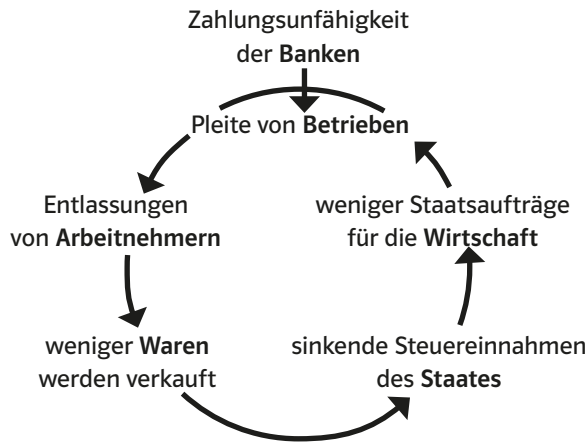 Zahlungsunfähigkeit
der Banken
Pleite von Betrieben
Entlassungen
von Arbeitnehmern
weniger Waren
werden verkauft
sinkende Steuereinnahmen
des Staates
weniger Staatsaufträge
für die Wirtschaft